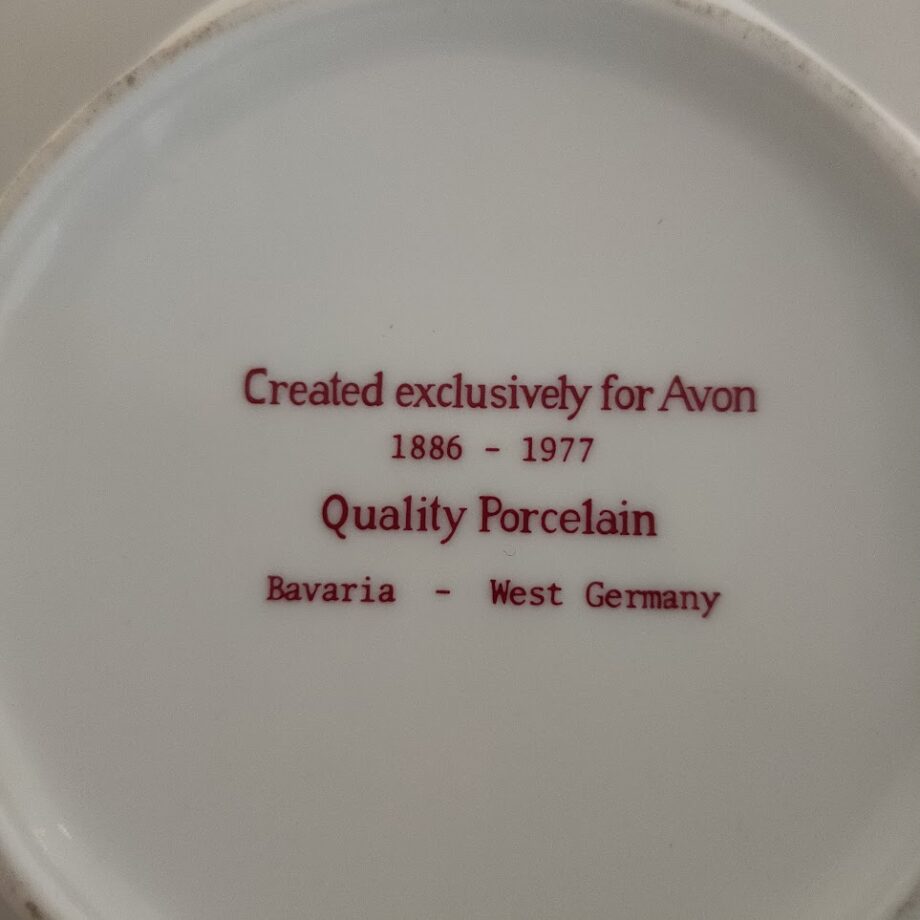 Created exclusively for Avon
1886 - 1977
Quality Porcelain
Bavaria - West Germany